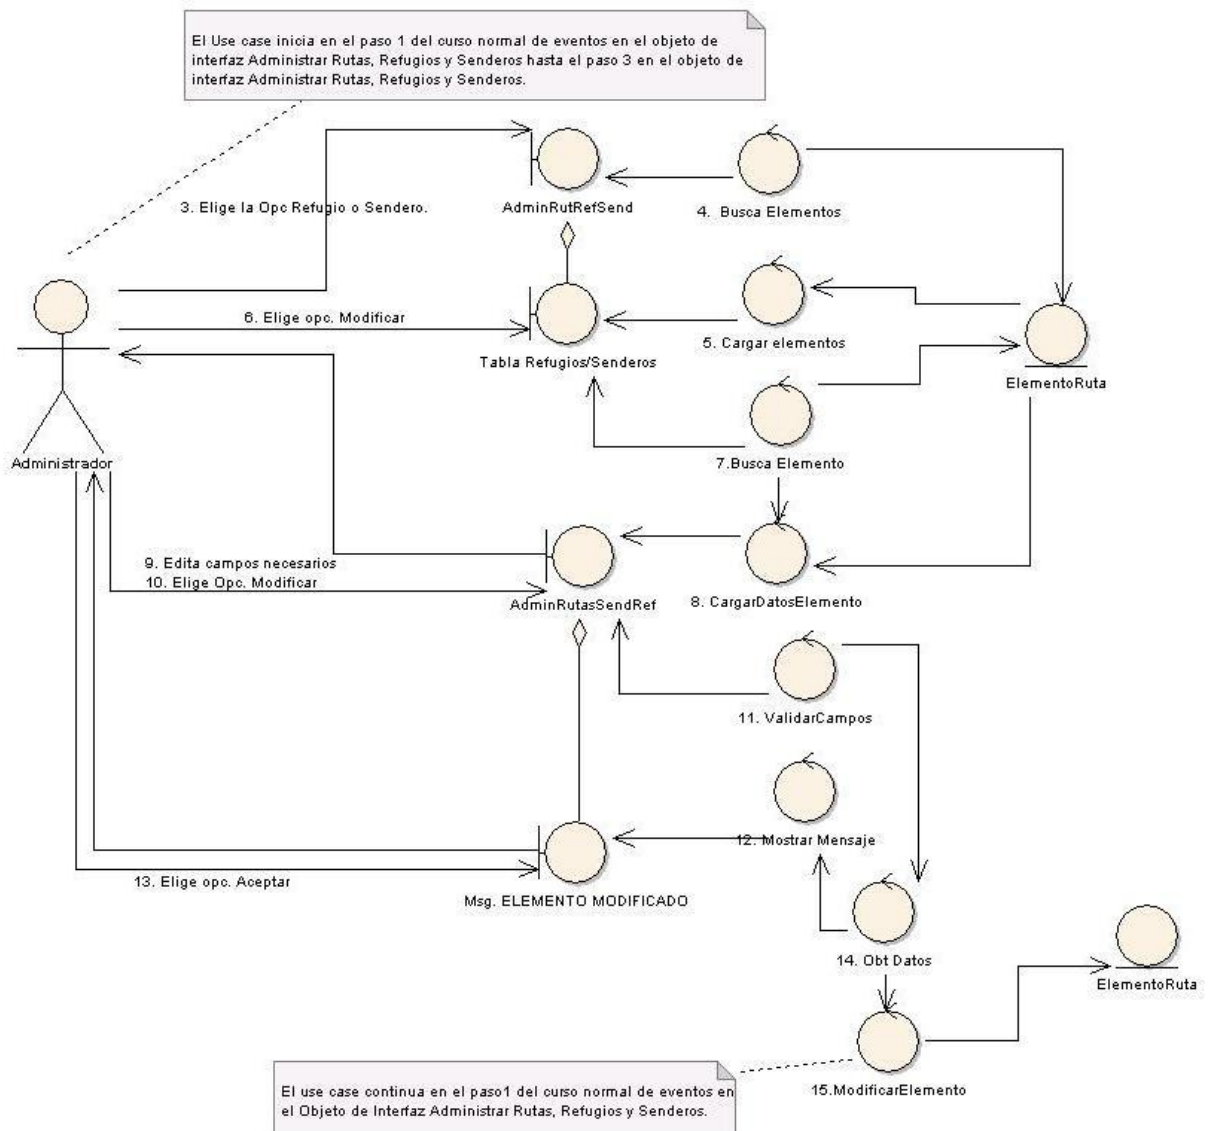 El Use case inicia en el paso 1 del curso normal de eventos en el objeto de
interfaz Administrar Rutas, Refugios y Senderos hasta el paso 3 en el objeto de
interfaz Administrar Rutas, Refugios y Senderos.
3. Elige la Opc Refugio o Sendero.
AdminRutRefSend
4. Busca Elementos
6. Elige opc. Modificar
5. Cargar elementos
Tabla Refugios/Senderos
ElementoRuta
Administrador
7.Busca Elemento
9. Edita campos necesarios
10. Elige Opc. Modificar
AdminRutasSendRef
8. CargarDatosElemento
11. ValidarCampos
12. Mostrar Mensaje
13. Elige opc. Aceptar
Msg. ELEMENTO MODIFICADO
14. Obt Datos
ElementoRuta
15.ModificarElemento
El use case continua en el paso1 del curso normal de eventos en
el Objeto de Interfaz Administrar Rutas, Refugios y Senderos.